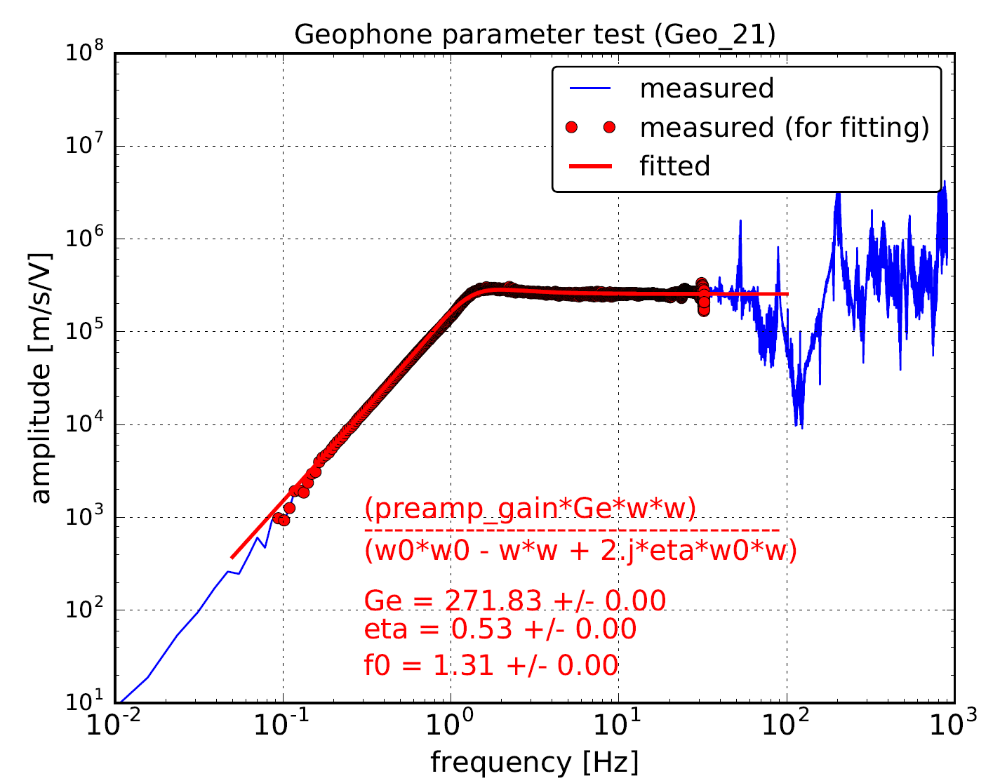 Geophone parameter test (Geo_21)
10^8
10^7
10^6
10^5
10^4
10^3
10^2
10^1
amplitude [m/s/V]
measured
measured (for fitting)
fitted
(preamp_gain*Ge*w*w)
------------------------------------------
(w0*w0 - w*w + 2.j*eta*w0*w)
Ge = 271.83 +/- 0.00
eta = 0.53 +/- 0.00
f0 = 1.31 +/- 0.00
10^-2 10^-1 10^0 10^1 10^2 10^3
frequency [Hz]